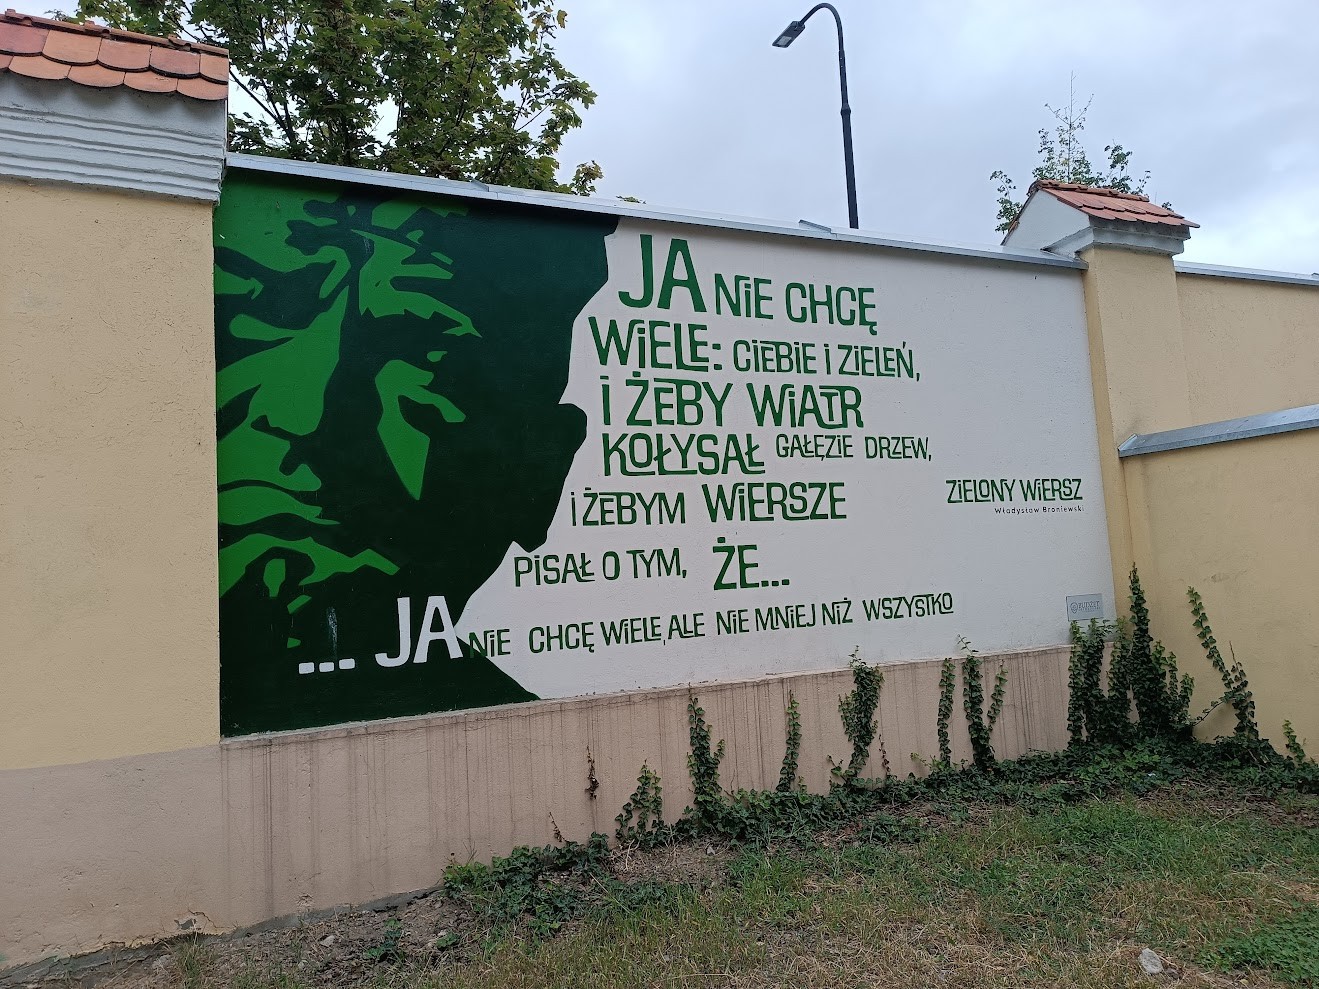 JA NiE CHCĘ
WiELE: CiEBiE i ZiELEŃ,
i ŻEBY WiATR
KOŁYSAŁ GAŁĘZiE DRZEW,
i ŻEBYM WiERSZE
PiSAŁ O TYM, ŻE...
... JA NiE CHCĘ WiELE, ALE NiE MNiEJ NiŻ WSZYSTKO
ZiELONY WiERSZ
Władysław Broniewski